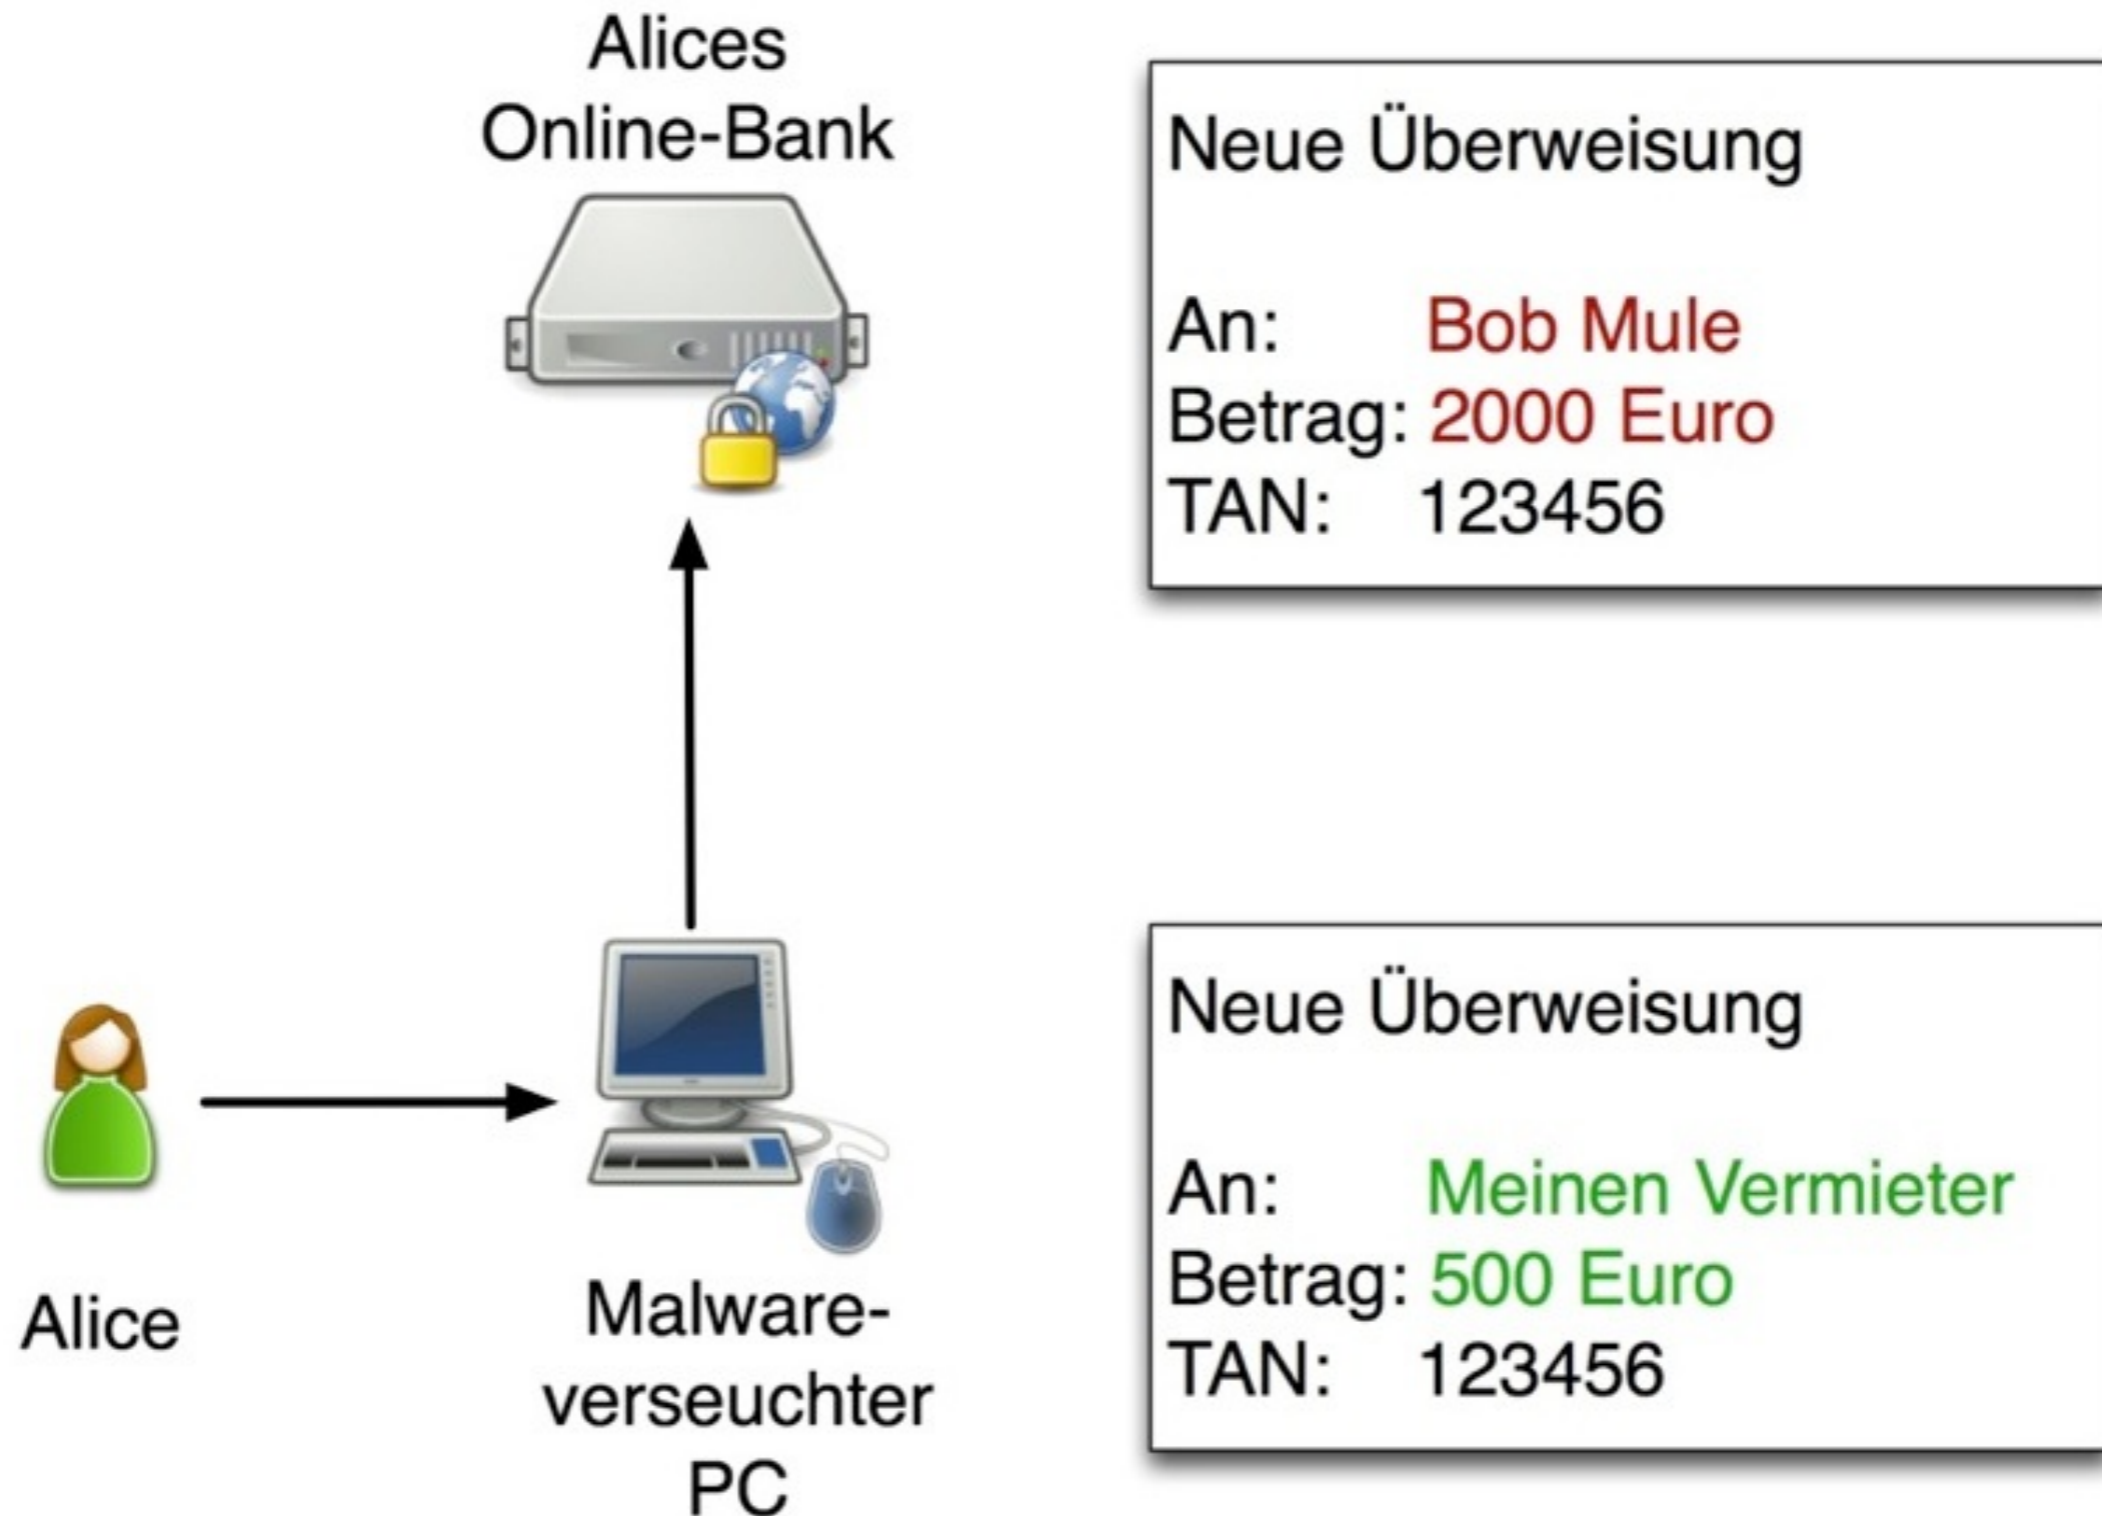 Alices
Online-Bank
Neue Überweisung
An: Bob Mule
Betrag: 2000 Euro
TAN: 123456
Alice
Malware-
verseuchter
PC
Neue Überweisung
An: Meinen Vermieter
Betrag: 500 Euro
TAN: 123456